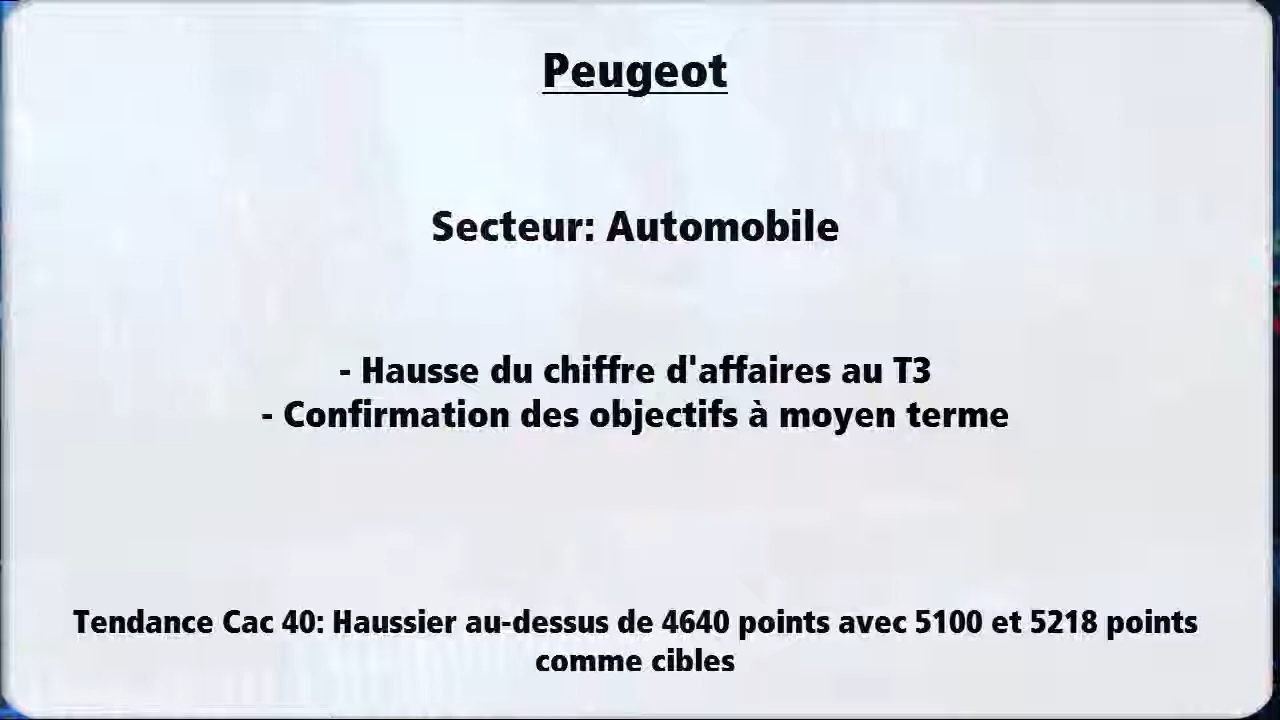 Peugeot
Secteur: Automobile
- Hausse du chiffre d'affaires au T3
- Confirmation des objectifs à moyen terme
Tendance Cac 40: Haussier au-dessus de 4640 points avec 5100 et 5218 points
comme cibles